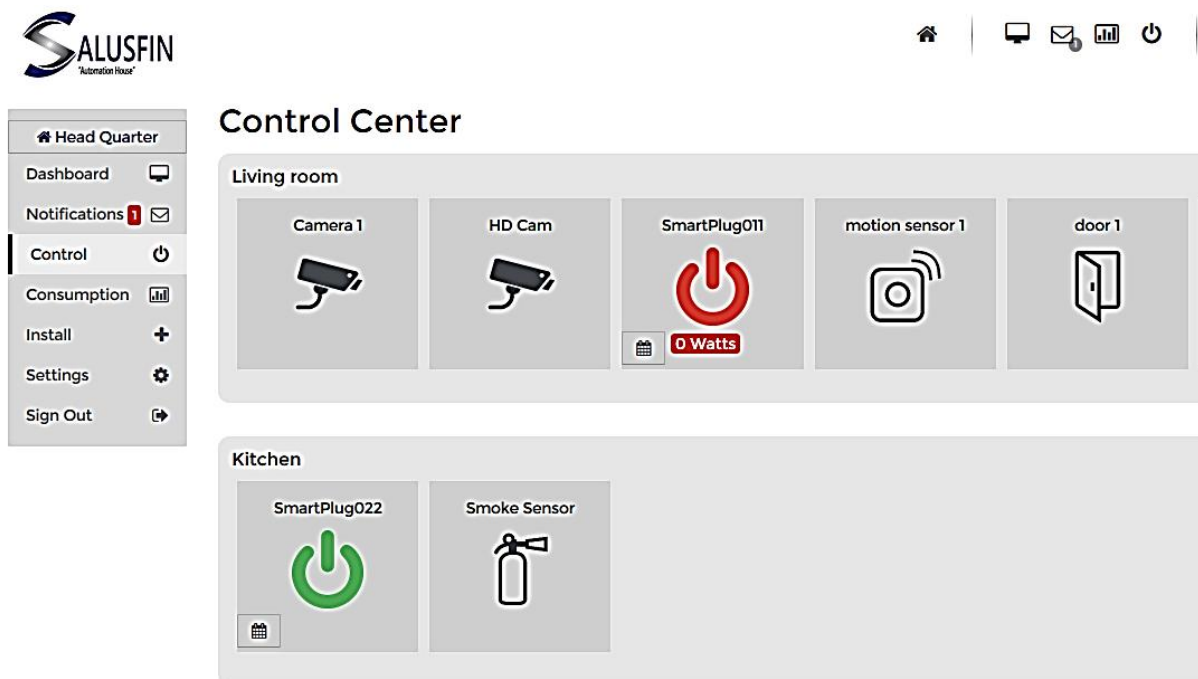 SALUSFIN
"Automation House"
1
Head Quarter
Dashboard
Notifications 1
Control
Consumption
Install
Settings
Sign Out
Control Center
Living room
Camera 1
HD Cam
SmartPlug011
0 Watts
motion sensor 1
door 1
Kitchen
SmartPlug022
Smoke Sensor